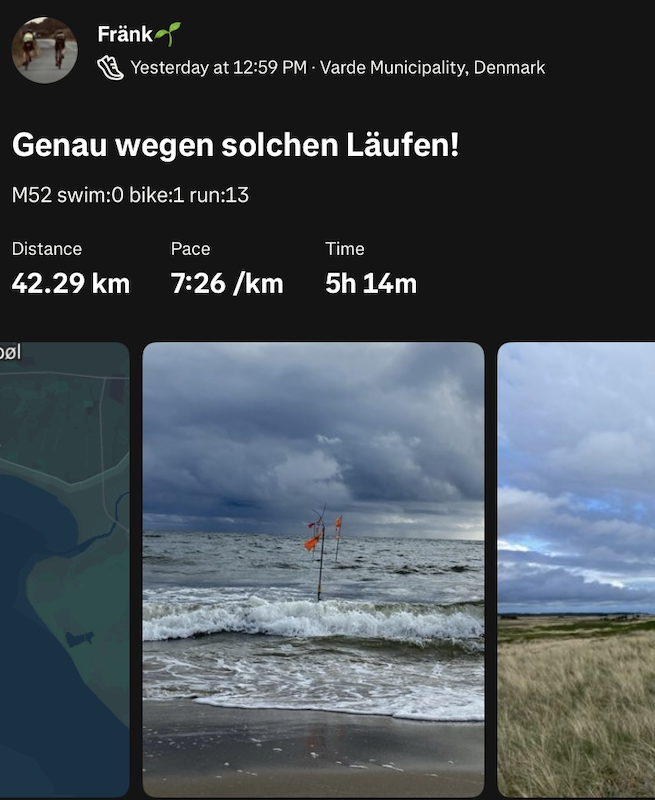 Fränk🌱
Yesterday at 12:59 PM · Varde Municipality, Denmark
Genau wegen solchen Läufen!
M52 swim:0 bike:1 run:13
Distance Pace Time
42.29 km 7:26 /km 5h 14m